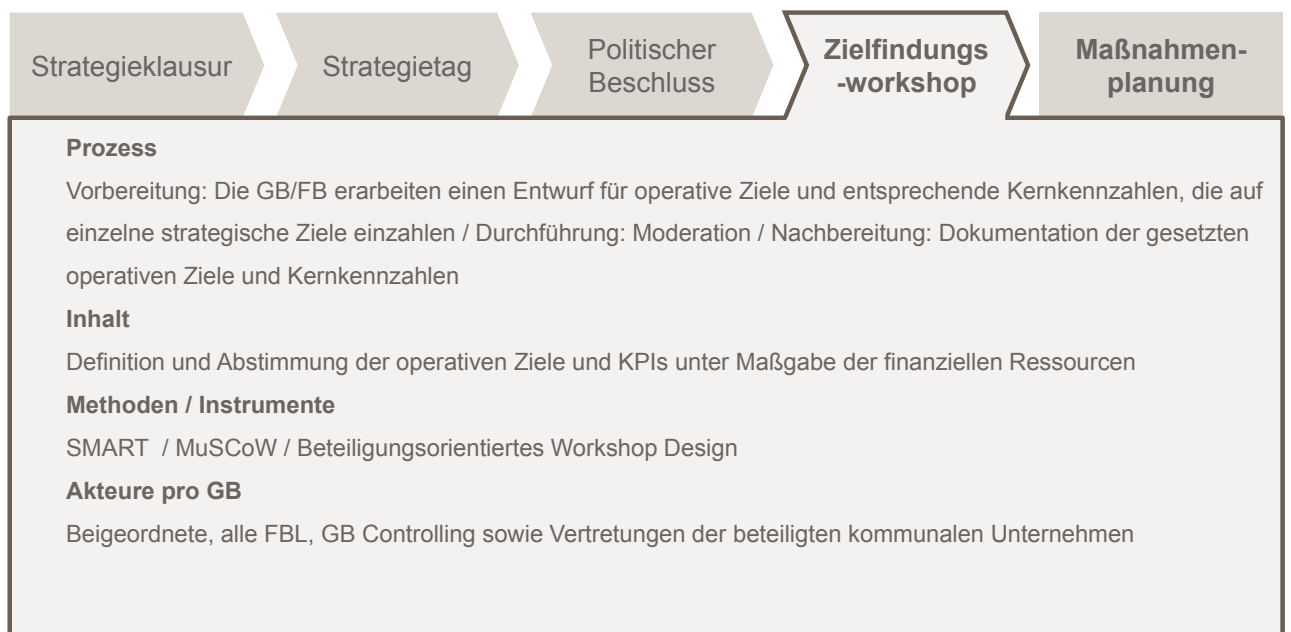 Strategieklausur
Strategietag
Politischer
Beschluss
Zielfindungs
-workshop
Maßnahmen-
planung
Prozess
Vorbereitung: Die GB/FB erarbeiten einen Entwurf für operative Ziele und entsprechende Kernkennzahlen, die auf
einzelne strategische Ziele einzahlen / Durchführung: Moderation / Nachbereitung: Dokumentation der gesetzten
operativen Ziele und Kernkennzahlen
Inhalt
Definition und Abstimmung der operativen Ziele und KPIs unter Maßgabe der finanziellen Ressourcen
Methoden / Instrumente
SMART / MuSCoW / Beteiligungsorientiertes Workshop Design
Akteure pro GB
Beigeordnete, alle FBL, GB Controlling sowie Vertretungen der beteiligten kommunalen Unternehmen